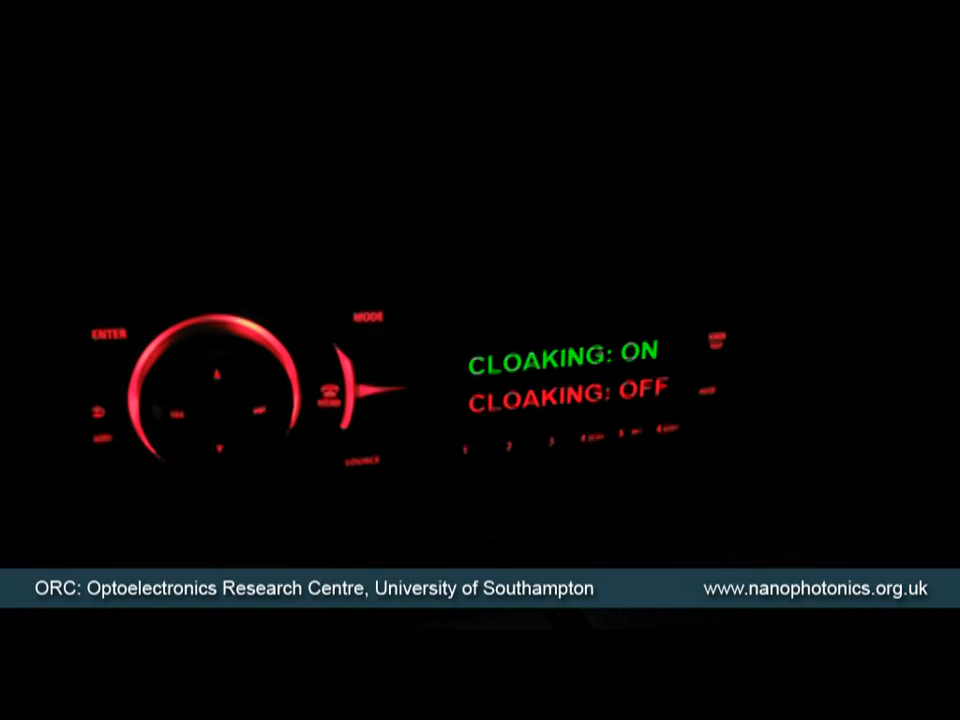 MODE
ENTER
CLOAKING: ON
CLOAKING: OFF
1 2 3
SOURCE
ORC: Optoelectronics Research Centre, University of Southampton
www.nanophotonics.org.uk